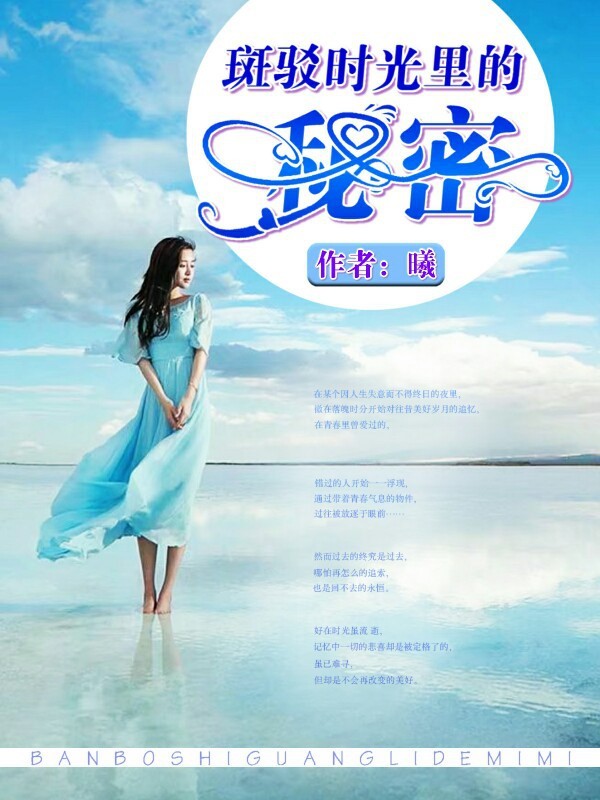 斑驳时光里的
秘密
作者：曦
在某个因人生失意而不得终日的夜里，
欲在落魄时分开始对往昔美好岁月的追忆。
在青春里曾爱过的，
错过的人开始一一浮现，
通过带着青春气息的物件，
过往被放逐于眼前……
然而过去的终究是过去，
哪怕再怎么的追索，
也是回不去的永恒。
好在时光虽流逝，
记忆中一切的悲喜却是被定格了的，
虽已难寻，
但却是不会再改变的美好。
BANBOSHIGUANGLIDEMIMI